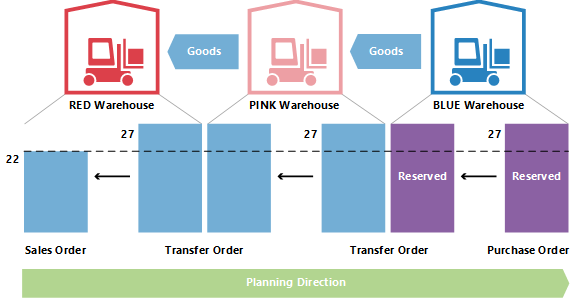 Goods
Goods
RED Warehouse
PINK Warehouse
BLUE Warehouse
27
27
27
22
Reserved
Reserved
Sales Order
Transfer Order
Transfer Order
Purchase Order
Planning Direction